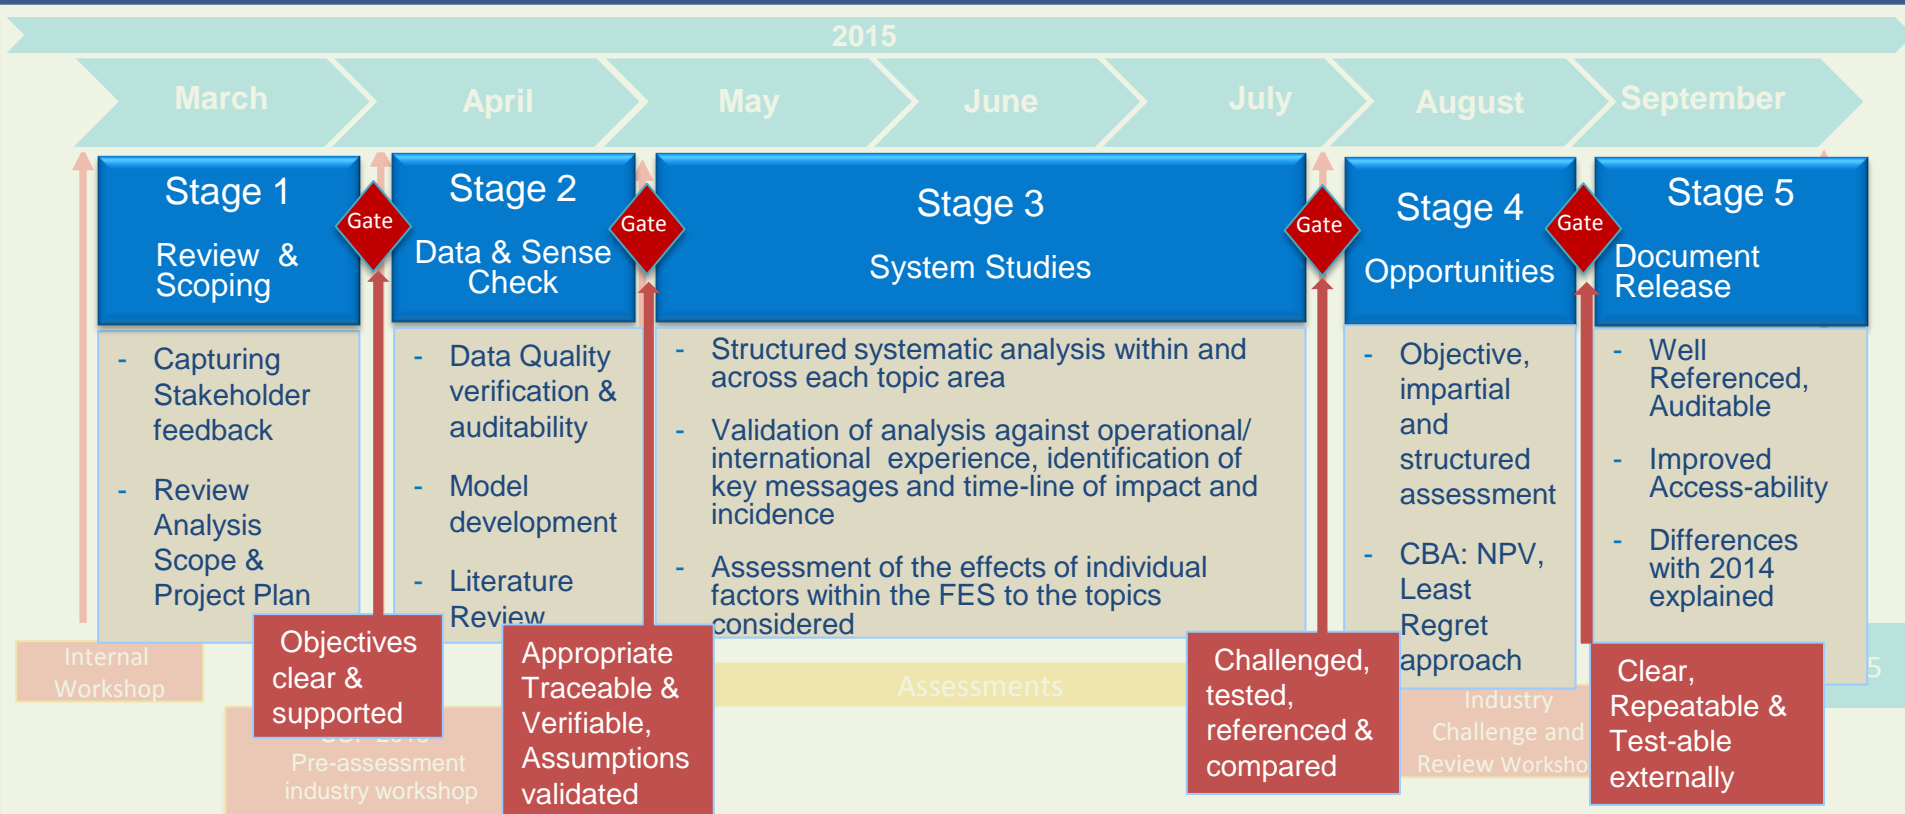 2015
March
April
May
June
July
August
September
Stage 1
Review &
Scoping
Gate
Stage 2
Data & Sense
Check
Gate
Stage 3
System Studies
Gate
Stage 4
Opportunities
Gate
Stage 5
Document
Release
- Capturing
Stakeholder
feedback
- Review
Analysis
Scope &
Project Plan
- Data Quality
verification &
auditability
- Model
development
- Literature
Review
- Structured systematic analysis within and
across each topic area
- Validation of analysis against operational/
international experience, identification of
key messages and time-line of impact and
incidence
- Assessment of the effects of individual
factors within the FES to the topics
considered
- Objective,
impartial
and
structured
assessment
- CBA: NPV,
Least
Regret
approach
- Well
Referenced,
Auditable
- Improved
Access-ability
- Differences
with 2014
explained
Internal
Workshop
Objectives
clear &
supported
Pre-assessment
industry workshop
Appropriate
Traceable &
Verifiable,
Assumptions
validated
Assessments
Challenged,
tested,
referenced &
compared
Industry
Challenge and
Review
Clear,
Repeatable &
Test-able
externally
5